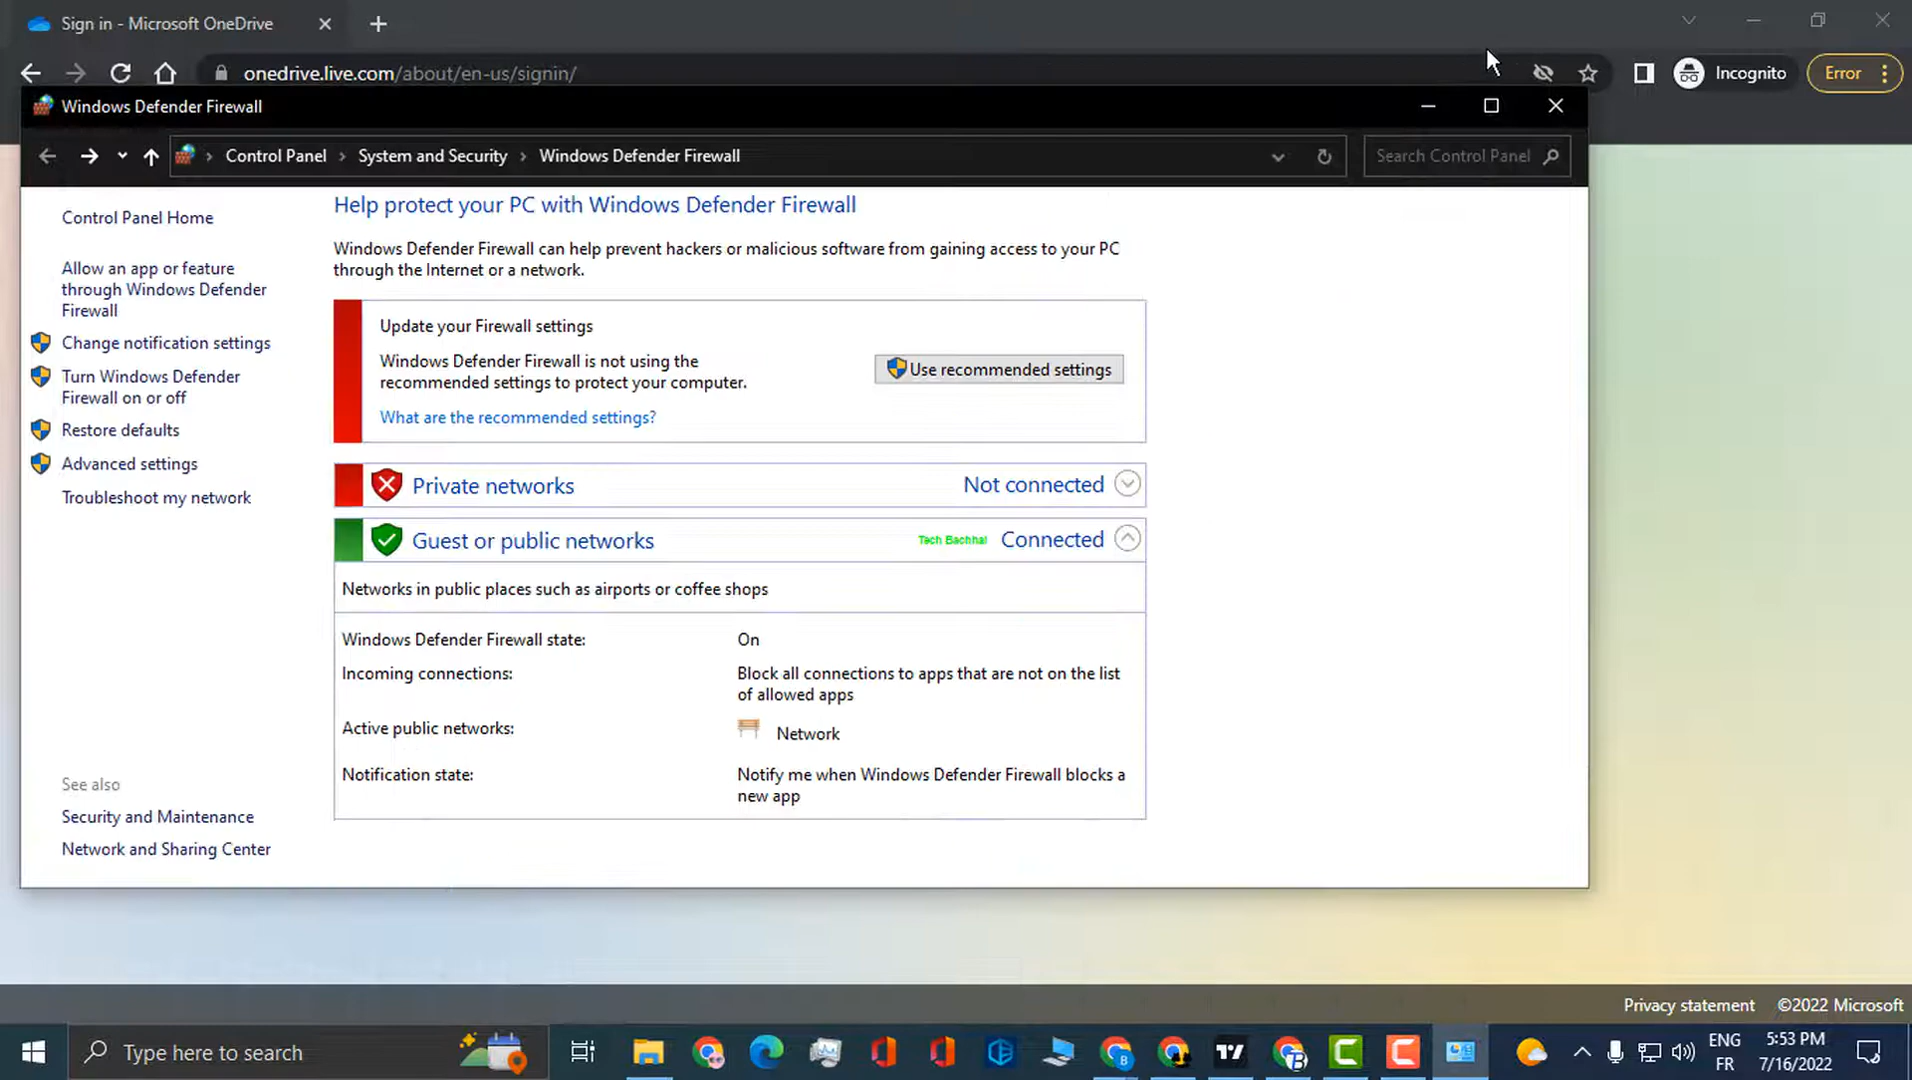 Sign in - Microsoft OneDrive
onedrive.live.com/about/en-us/signin/
Incognito
Error
Windows Defender Firewall
Control Panel > System and Security > Windows Defender Firewall
Search Control Panel
Control Panel Home
Allow an app or feature
through Windows Defender
Firewall
Change notification settings
Turn Windows Defender
Firewall on or off
Restore defaults
Advanced settings
Troubleshoot my network
See also
Security and Maintenance
Network and Sharing Center
Help protect your PC with Windows Defender Firewall
Windows Defender Firewall can help prevent hackers or malicious software from gaining access to your PC
through the Internet or a network.
Update your Firewall settings
Windows Defender Firewall is not using the
recommended settings to protect your computer.
Use recommended settings
What are the recommended settings?
Private networks Not connected
Guest or public networks Tech Bachhal Connected
Networks in public places such as airports or coffee shops
Windows Defender Firewall state: On
Incoming connections: Block all connections to apps that are not on the list
of allowed apps
Active public networks: Network
Notification state: Notify me when Windows Defender Firewall blocks a
new app
Privacy statement ©2022 Microsoft
Type here to search
ENG
FR
5:53 PM
7/16/2022